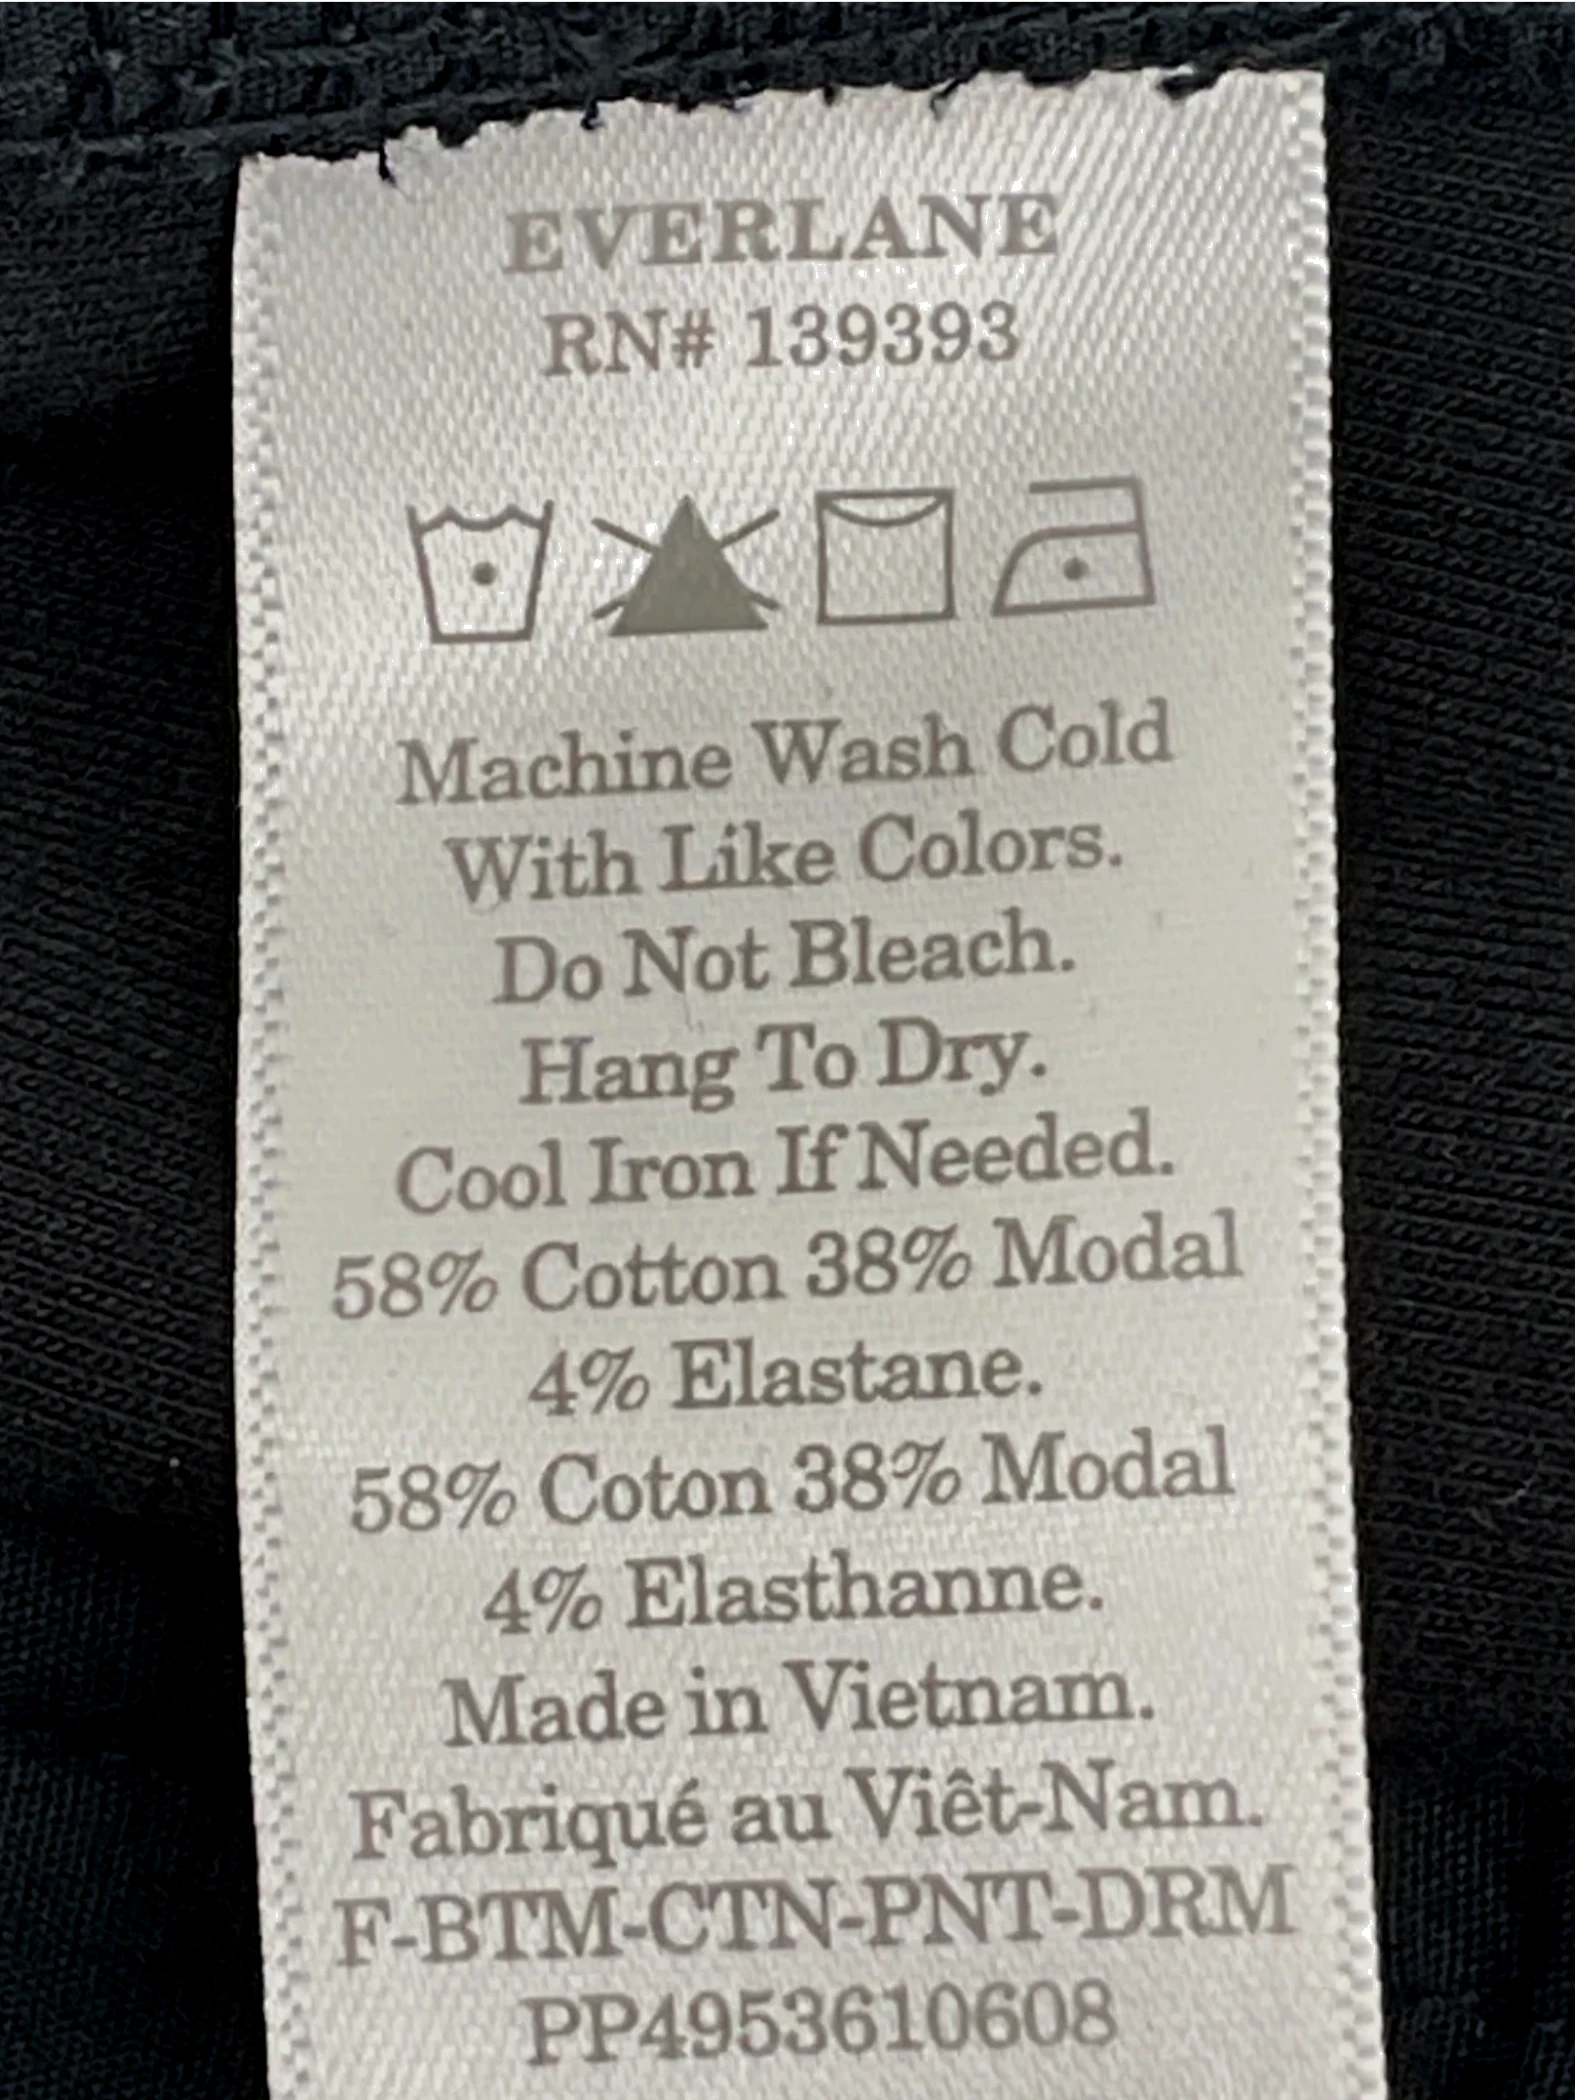 EVERLANE
RN# 139393
Machine Wash Cold
With Like Colors.
Do Not Bleach.
Hang To Dry.
Cool Iron If Needed.
58% Cotton 38% Modal
4% Elastane.
58% Coton 38% Modal
4% Elasthanne.
Made in Vietnam.
Fabriqué au Viêt-Nam.
F-BTM-CTN-PNT-DRM
PP4953610608